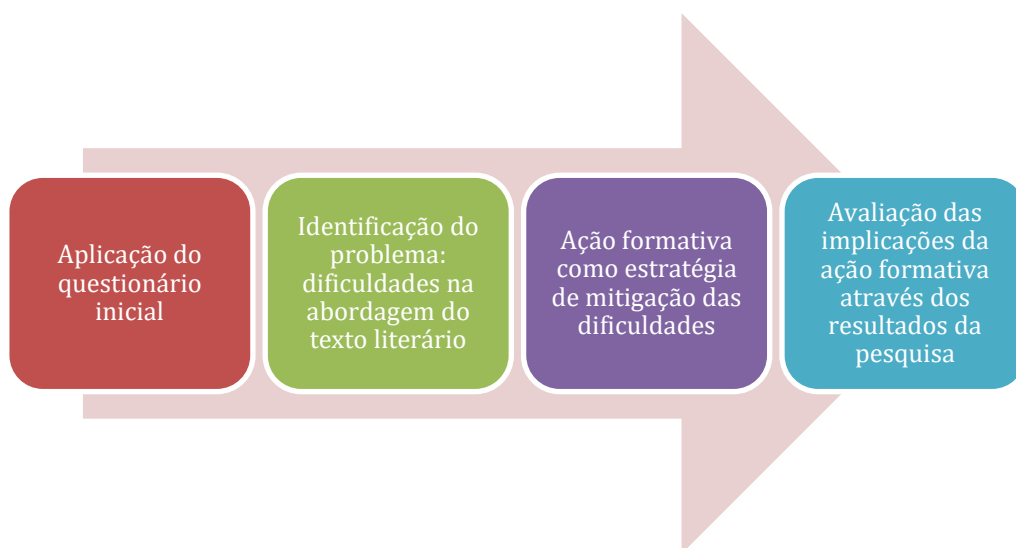 Aplicação do
questionário
inicial
Identificação do
problema:
dificuldades na
abordagem do
texto literário
Ação formativa
como estratégia
de mitigação das
dificuldades
Avaliação das
implicações da
ação formativa
através dos
resultados da
pesquisa